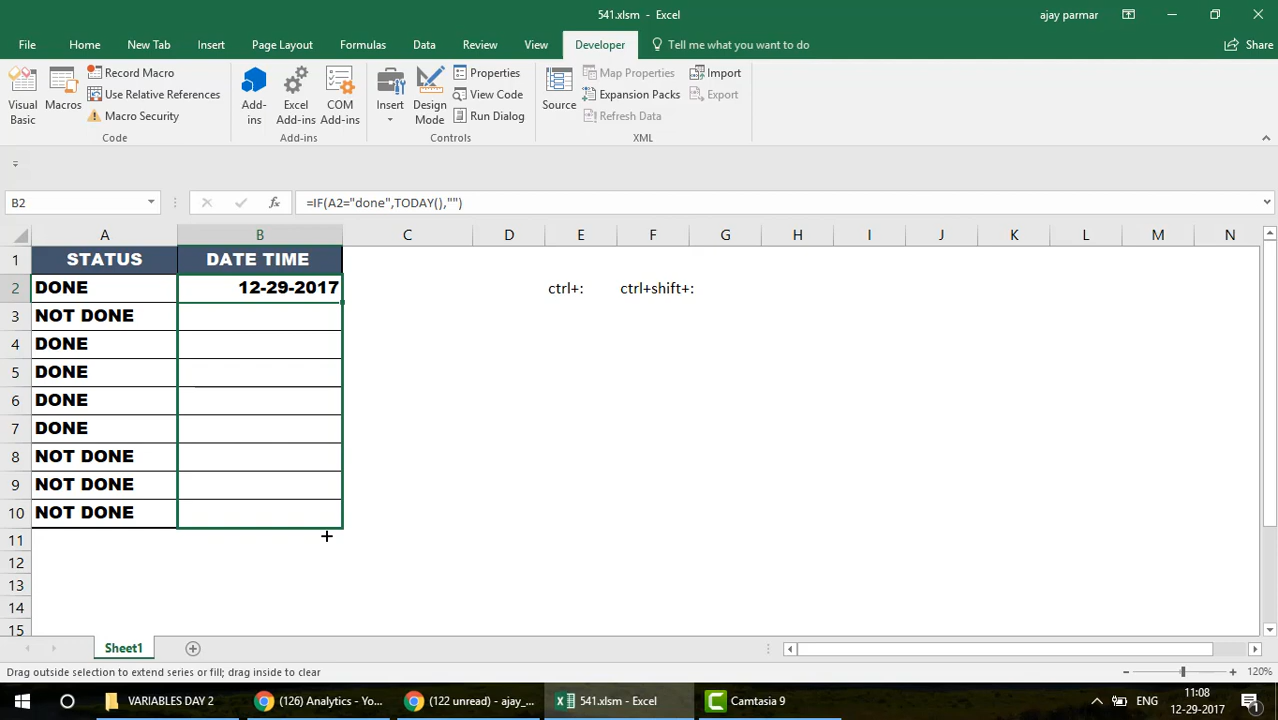 541.xlsm - Excel
ajay parmar
File Home New Tab Insert Page Layout Formulas Data Review View Developer Tell me what you want to do Share
Visual Basic
Macros
Record Macro
Use Relative References
Macro Security
Code
Add-ins
Excel Add-ins
COM Add-ins
Add-ins
Insert
Design Mode
Properties
View Code
Run Dialog
Controls
Source
Map Properties
Expansion Packs
Refresh Data
Import
Export
XML
B2
fx
=IF(A2="done",TODAY(),"")
A B C D E F G H I J K L M N
1 STATUS DATE TIME
2 DONE 12-29-2017 ctrl+: ctrl+shift+:
3 NOT DONE
4 DONE
5 DONE
6 DONE
7 DONE
8 NOT DONE
9 NOT DONE
10 NOT DONE
11
12
13
14
15
Sheet1
Drag outside selection to extend series or fill; drag inside to clear
120%
VARIABLES DAY 2
(126) Analytics - Yo...
(122 unread) - ajay_...
541.xlsm - Excel
Camtasia 9
ENG
11:08
12-29-2017
1